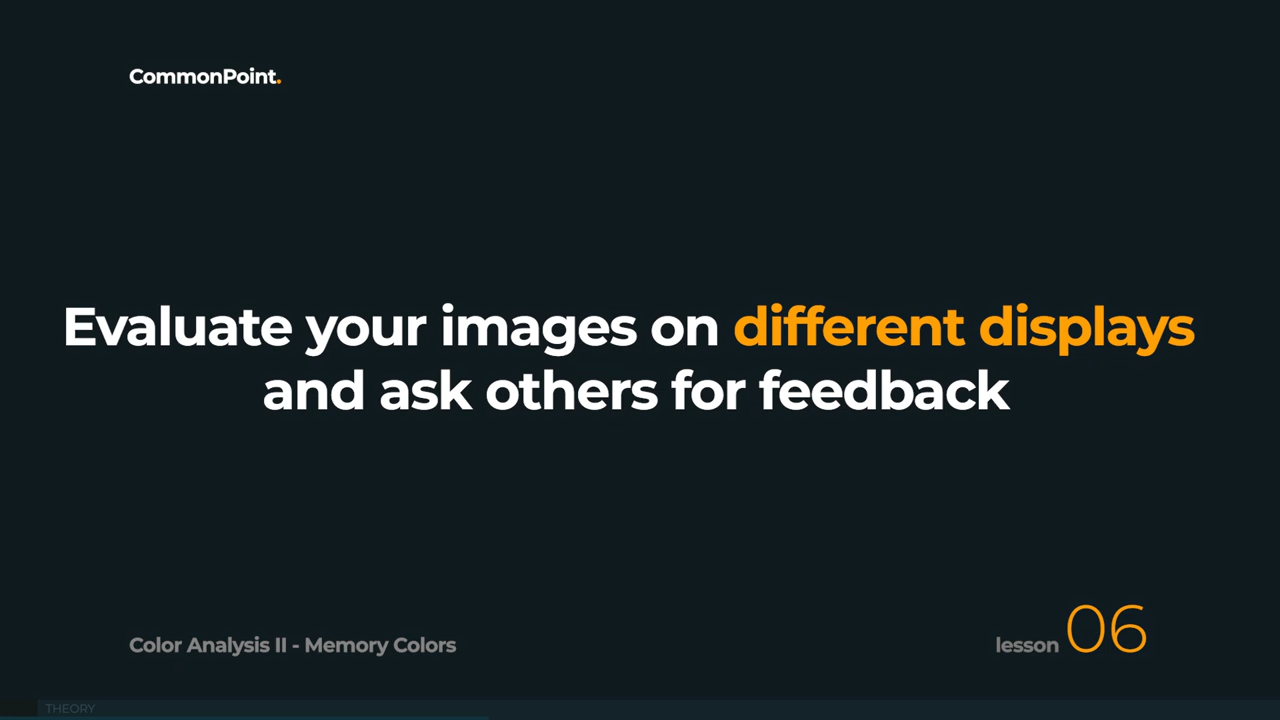 CommonPoint.
Evaluate your images on different displays
and ask others for feedback
Color Analysis II - Memory Colors
lesson 06
THEORY